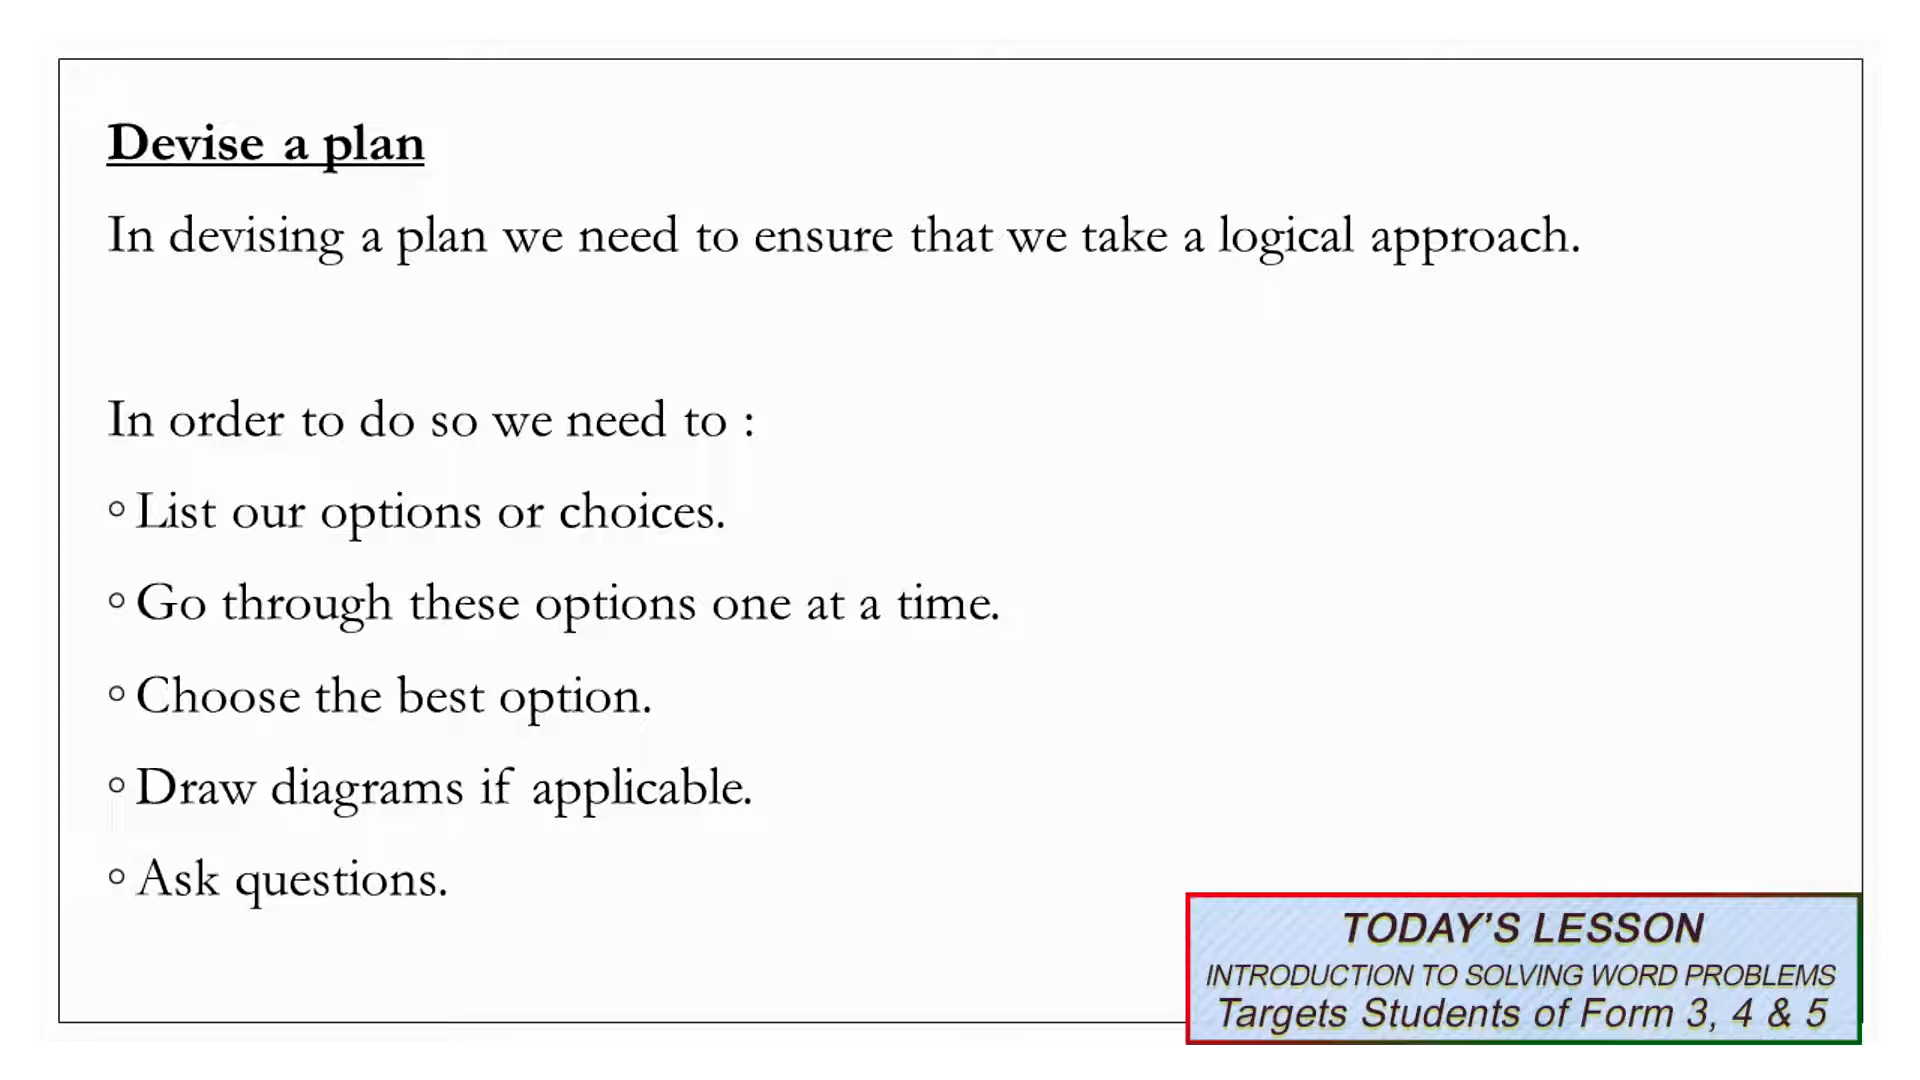 Devise a plan
In devising a plan we need to ensure that we take a logical approach.
In order to do so we need to :
◦ List our options or choices.
◦ Go through these options one at a time.
◦ Choose the best option.
◦ Draw diagrams if applicable.
◦ Ask questions.
TODAY'S LESSON
INTRODUCTION TO SOLVING WORD PROBLEMS
Targets Students of Form 3, 4 & 5